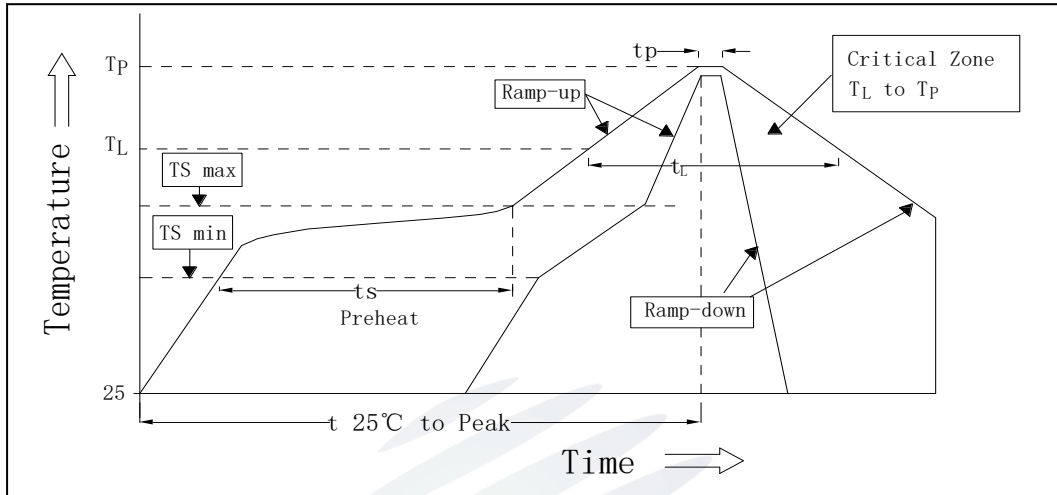 tp
TP
Critical Zone
TL to TP
Ramp-up
TL
TS max
tL
TS min
ts
Preheat
Ramp-down
25
t 25℃ to Peak
Time
Temperature